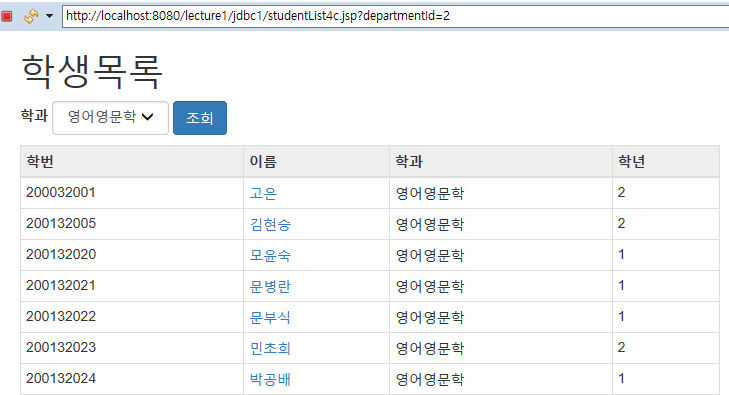 http://localhost:8080/lecture1/jdbc1/studentList4c.jsp?departmentId=2
학생목록
학과 영어영문학 조회
학번 이름 학과 학년
200032001 고은 영어영문학 2
200132005 김현승 영어영문학 2
200132020 모윤숙 영어영문학 1
200132021 문병란 영어영문학 1
200132022 문부식 영어영문학 1
200132023 민초희 영어영문학 2
200132024 박공배 영어영문학 1